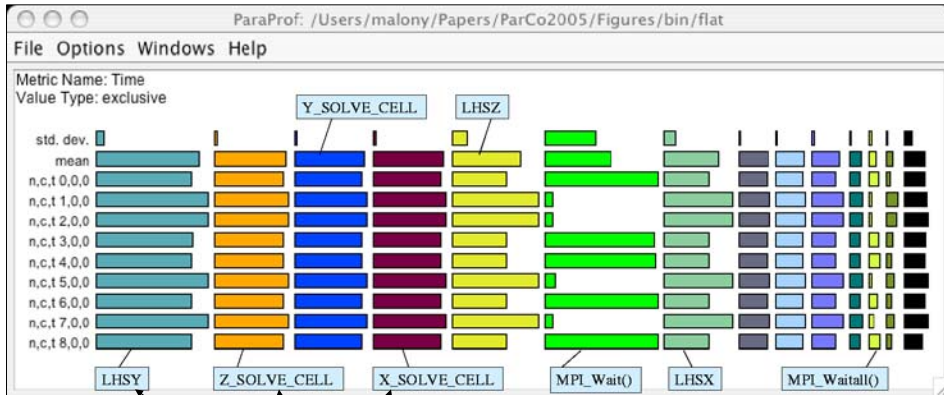 ParaProf: /Users/malony/Papers/ParCo2005/Figures/bin/flat
File Options Windows Help
Metric Name: Time
Value Type: exclusive
Y_SOLVE_CELL LHSZ
std. dev.
mean
n,c,t 0,0,0
n,c,t 1,0,0
n,c,t 2,0,0
n,c,t 3,0,0
n,c,t 4,0,0
n,c,t 5,0,0
n,c,t 6,0,0
n,c,t 7,0,0
n,c,t 8,0,0
LHSY Z_SOLVE_CELL X_SOLVE_CELL MPI_Wait() LHSX MPI_Waitall()